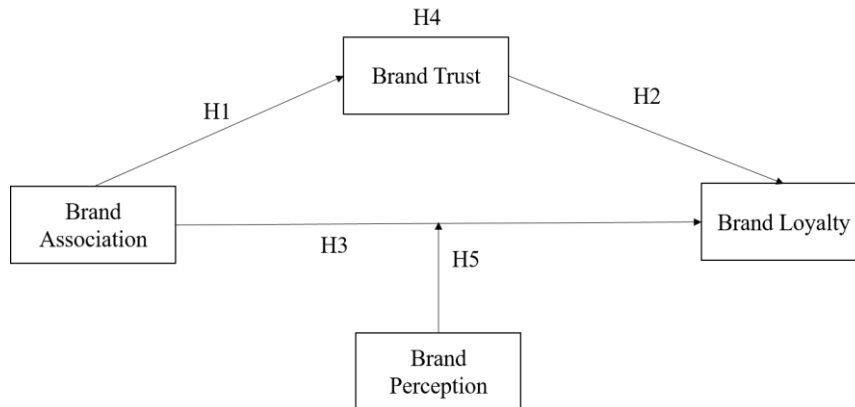 H4
Brand Trust
H1
H2
Brand
Association
Brand Loyalty
H3
H5
Brand
Perception